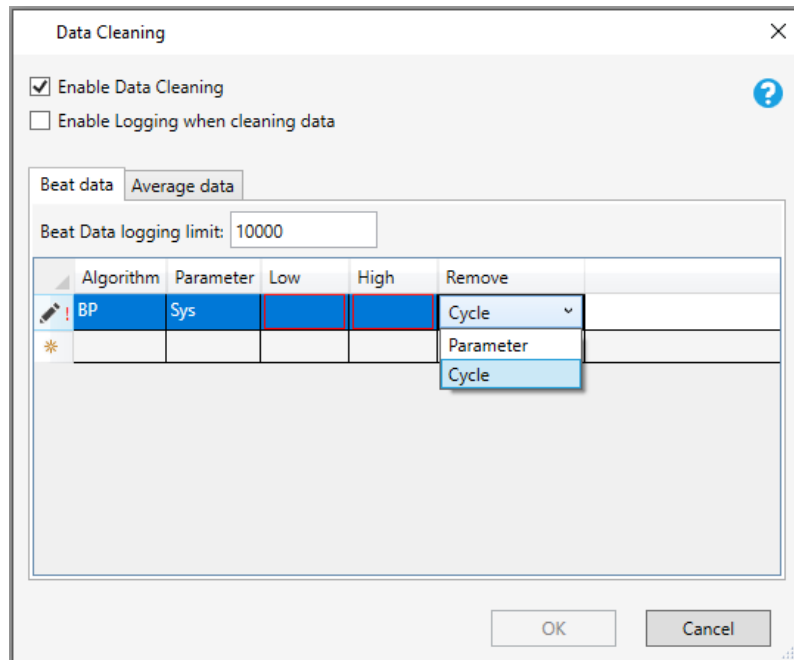 Data Cleaning
Enable Data Cleaning
Enable Logging when cleaning data
Beat data Average data
Beat Data logging limit: 10000
Algorithm Parameter Low High Remove
! BP Sys Cycle
Parameter
Cycle
OK Cancel